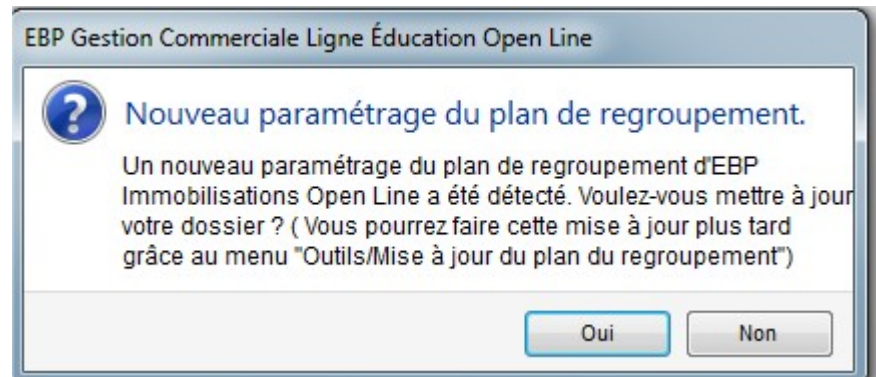 EBP Gestion Commerciale Ligne Éducation Open Line
Nouveau paramétrage du plan de regroupement.
Un nouveau paramétrage du plan de regroupement d'EBP
Immobilisations Open Line a été détecté. Voulez-vous mettre à jour
votre dossier ? ( Vous pourrez faire cette mise à jour plus tard
grâce au menu "Outils/Mise à jour du plan du regroupement")
Oui
Non